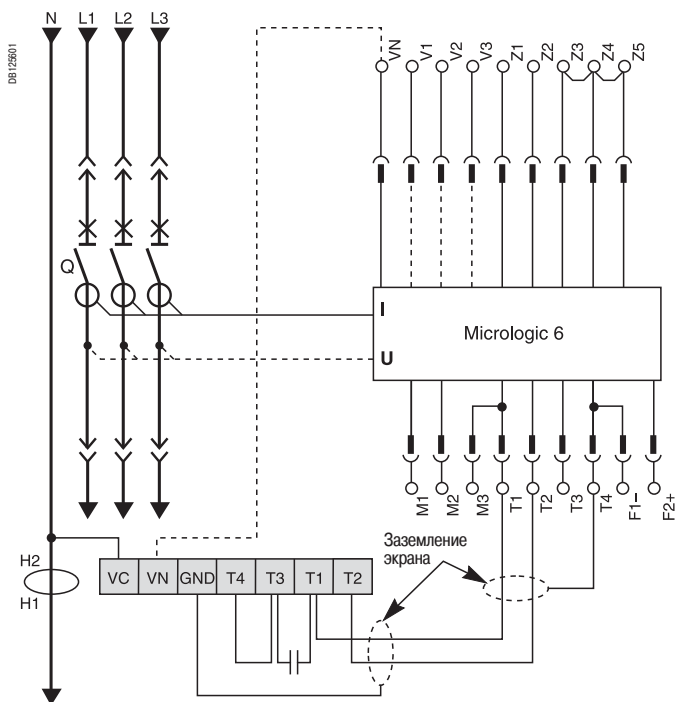 N L1 L2 L3
DB125601
VN V1 V2 V3 Z1 Z2 Z3 Z4 Z5
Q
I
Micrologic 6
U
M1 M2 M3 T1 T2 T3 T4 F1- F2+
Заземление
экрана
H2
H1
VC VN GND T4 T3 T1 T2